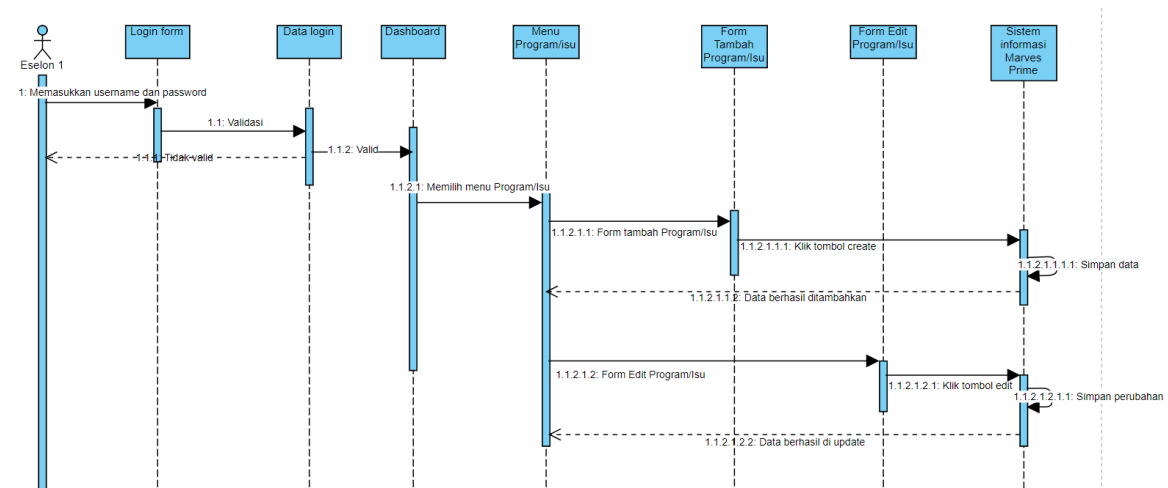 Eselon 1
Login form
Data login
Dashboard
Menu
Program/isu
Form
Tambah
Program/Isu
Form Edit
Program/Isu
Sistem
informasi
Marves
Prime
1: Memasukkan username dan password
1.1: Validasi
1.1.2: Valid
1.1.1: Tidak valid
1.1.2.1: Memilih menu Program/Isu
1.1.2.1.1: Form tambah Program/Isu
1.1.2.1.1.1: Klik tombol create
1.1.2.1.1.1.1: Simpan data
1.1.2.1.1.2: Data berhasil ditambahkan
1.1.2.1.2: Form Edit Program/Isu
1.1.2.1.2.1: Klik tombol edit
1.1.2.1.2.1.1: Simpan perubahan
1.1.2.1.2.2: Data berhasil di update